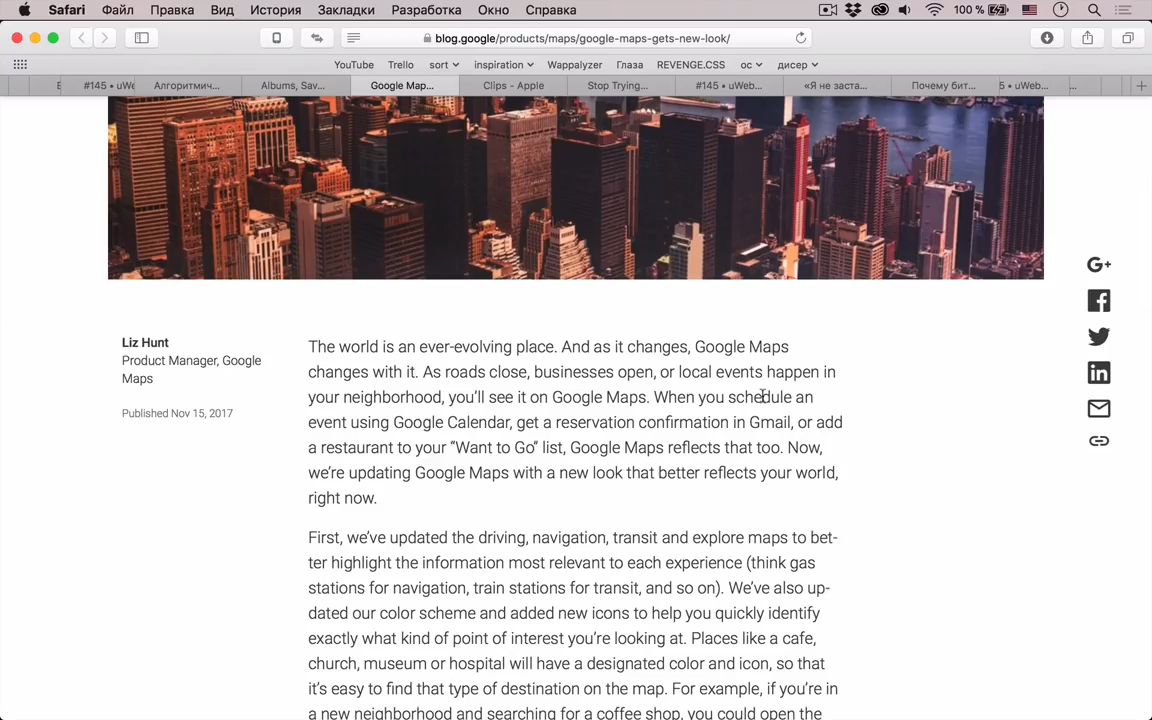 Safari Файл Правка Вид История Закладки Разработка Окно Справка 100 %
blog.google/products/maps/google-maps-gets-new-look/
YouTube Trello sort inspiration Wappalyzer Глаза REVENGE.CSS ос дисер
#145 • uWe Алгоритмич... Albums, Sav... Google Map... Clips - Apple Stop Trying... #145 • uWeb... «Я не заста... Почему бит... 5 • uWeb... ...
G+
Liz Hunt
Product Manager, Google
Maps
Published Nov 15, 2017
The world is an ever-evolving place. And as it changes, Google Maps
changes with it. As roads close, businesses open, or local events happen in
your neighborhood, you’ll see it on Google Maps. When you schedule an
event using Google Calendar, get a reservation confirmation in Gmail, or add
a restaurant to your “Want to Go” list, Google Maps reflects that too. Now,
we’re updating Google Maps with a new look that better reflects your world,
right now.
First, we’ve updated the driving, navigation, transit and explore maps to bet-
ter highlight the information most relevant to each experience (think gas
stations for navigation, train stations for transit, and so on). We’ve also up-
dated our color scheme and added new icons to help you quickly identify
exactly what kind of point of interest you’re looking at. Places like a cafe,
church, museum or hospital will have a designated color and icon, so that
it’s easy to find that type of destination on the map. For example, if you’re in
a new neighborhood and searching for a coffee shop, you could open the